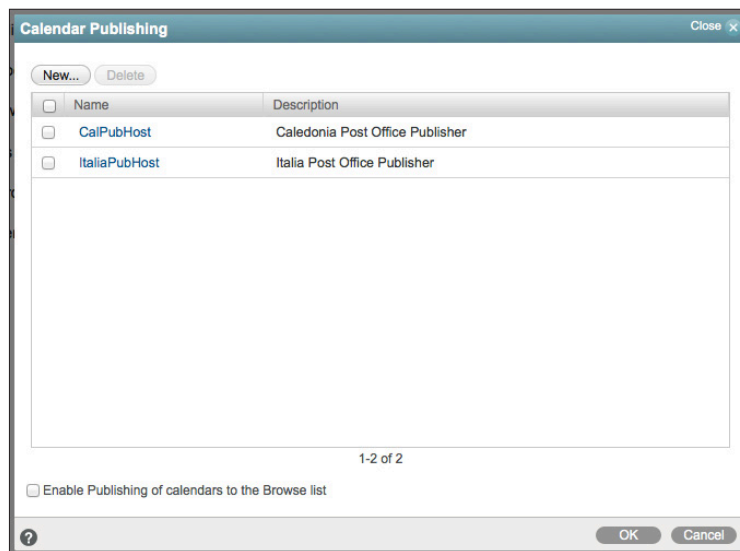 Calendar Publishing Close
New... Delete
Name Description
CalPubHost Caledonia Post Office Publisher
ItaliaPubHost Italia Post Office Publisher
1-2 of 2
Enable Publishing of calendars to the Browse list
? OK Cancel